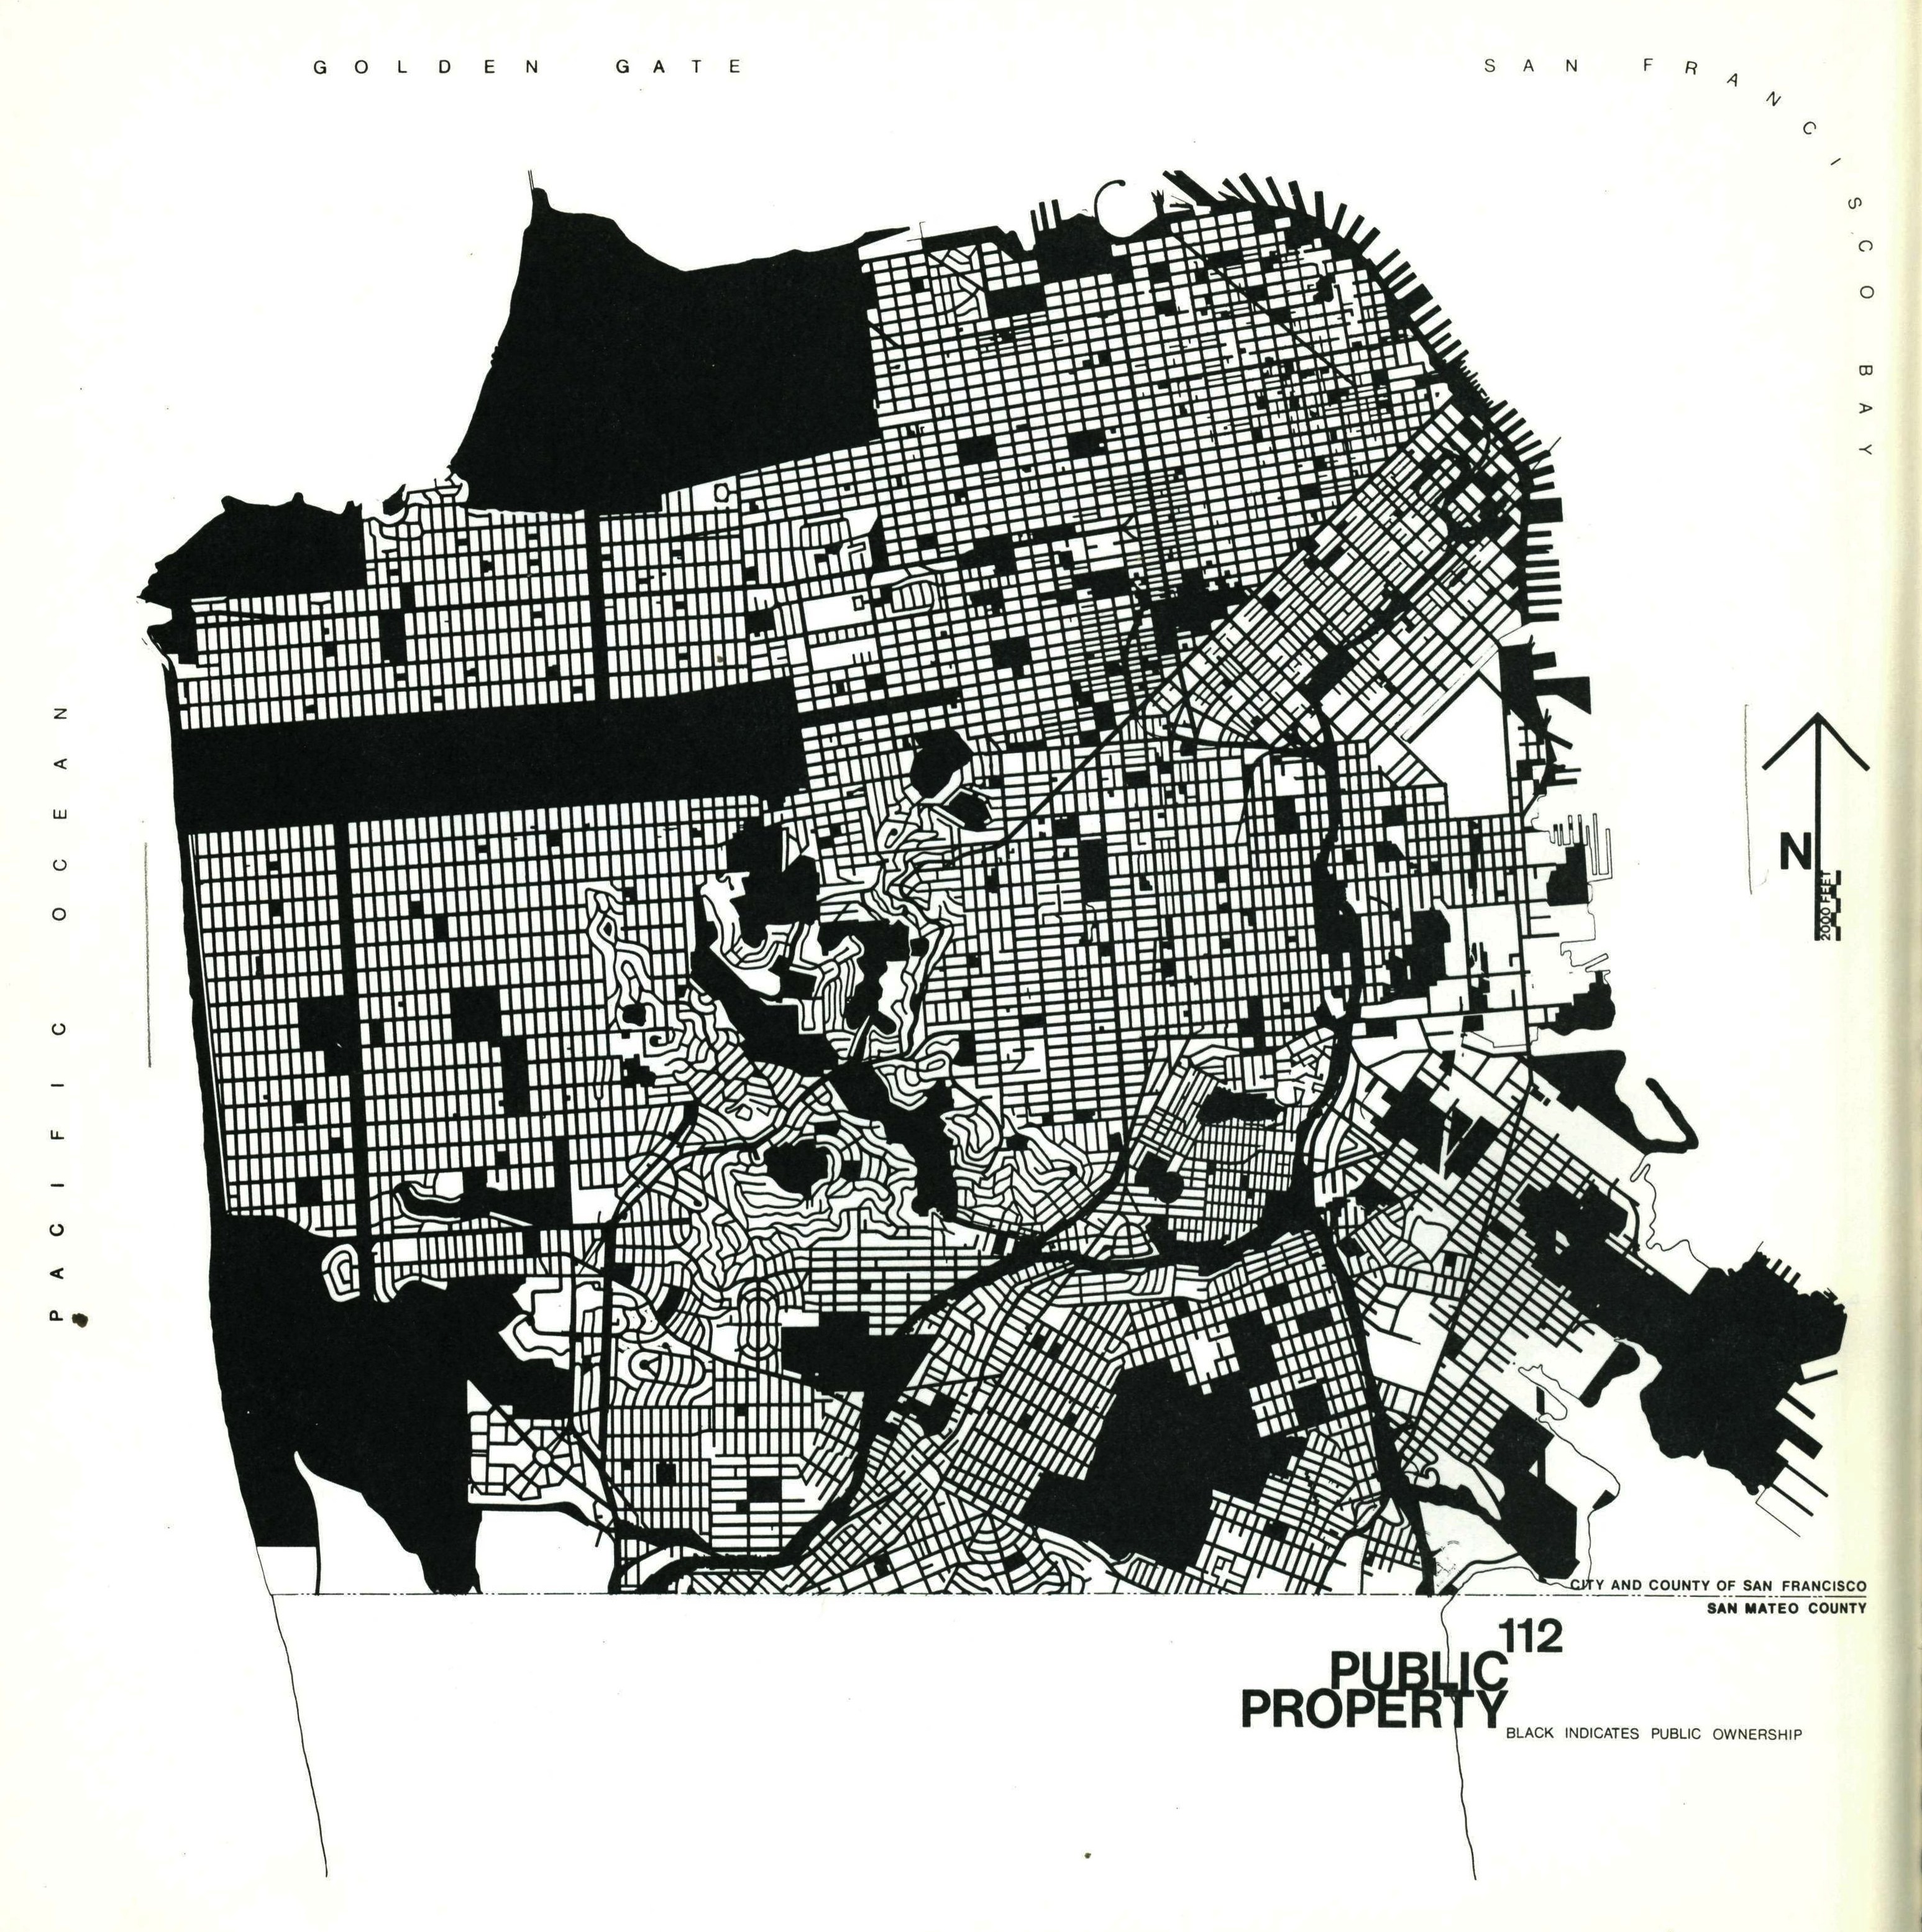 GOLDEN GATE
SAN FRANCISCO BAY
PACIFIC OCEAN
N
2000 FEET
CITY AND COUNTY OF SAN FRANCISCO
SAN MATEO COUNTY
112
PUBLIC
PROPERTY
BLACK INDICATES PUBLIC OWNERSHIP